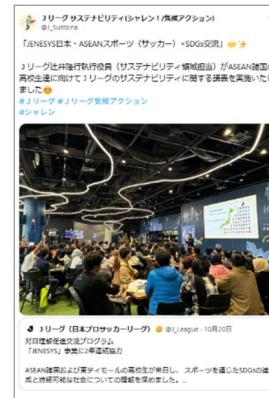 Jリーグ サステナビリティ(シャレン！/気候アクション)
@J_Sustaina
「JENESYS日本・ASEANスポーツ（サッカー）×SDGs交流」🤝✨
Jリーグ辻井隆行執行役員（サステナビリティ領域担当）がASEAN諸国の
高校生達に向けてJリーグのサステナビリティに関する講義を実施いたし
ました😊
#Jリーグ #Jリーグ気候アクション
#シャレン
Jリーグ（日本プロサッカーリーグ） @J_League · 10月20日
対日理解促進交流プログラム
「JENESYS」事業に2年連続協力
ASEAN諸国および東ティモールの高校生が来日し、スポーツを通じたSDGsの達
成と持続可能な社会についての理解を深めました。...